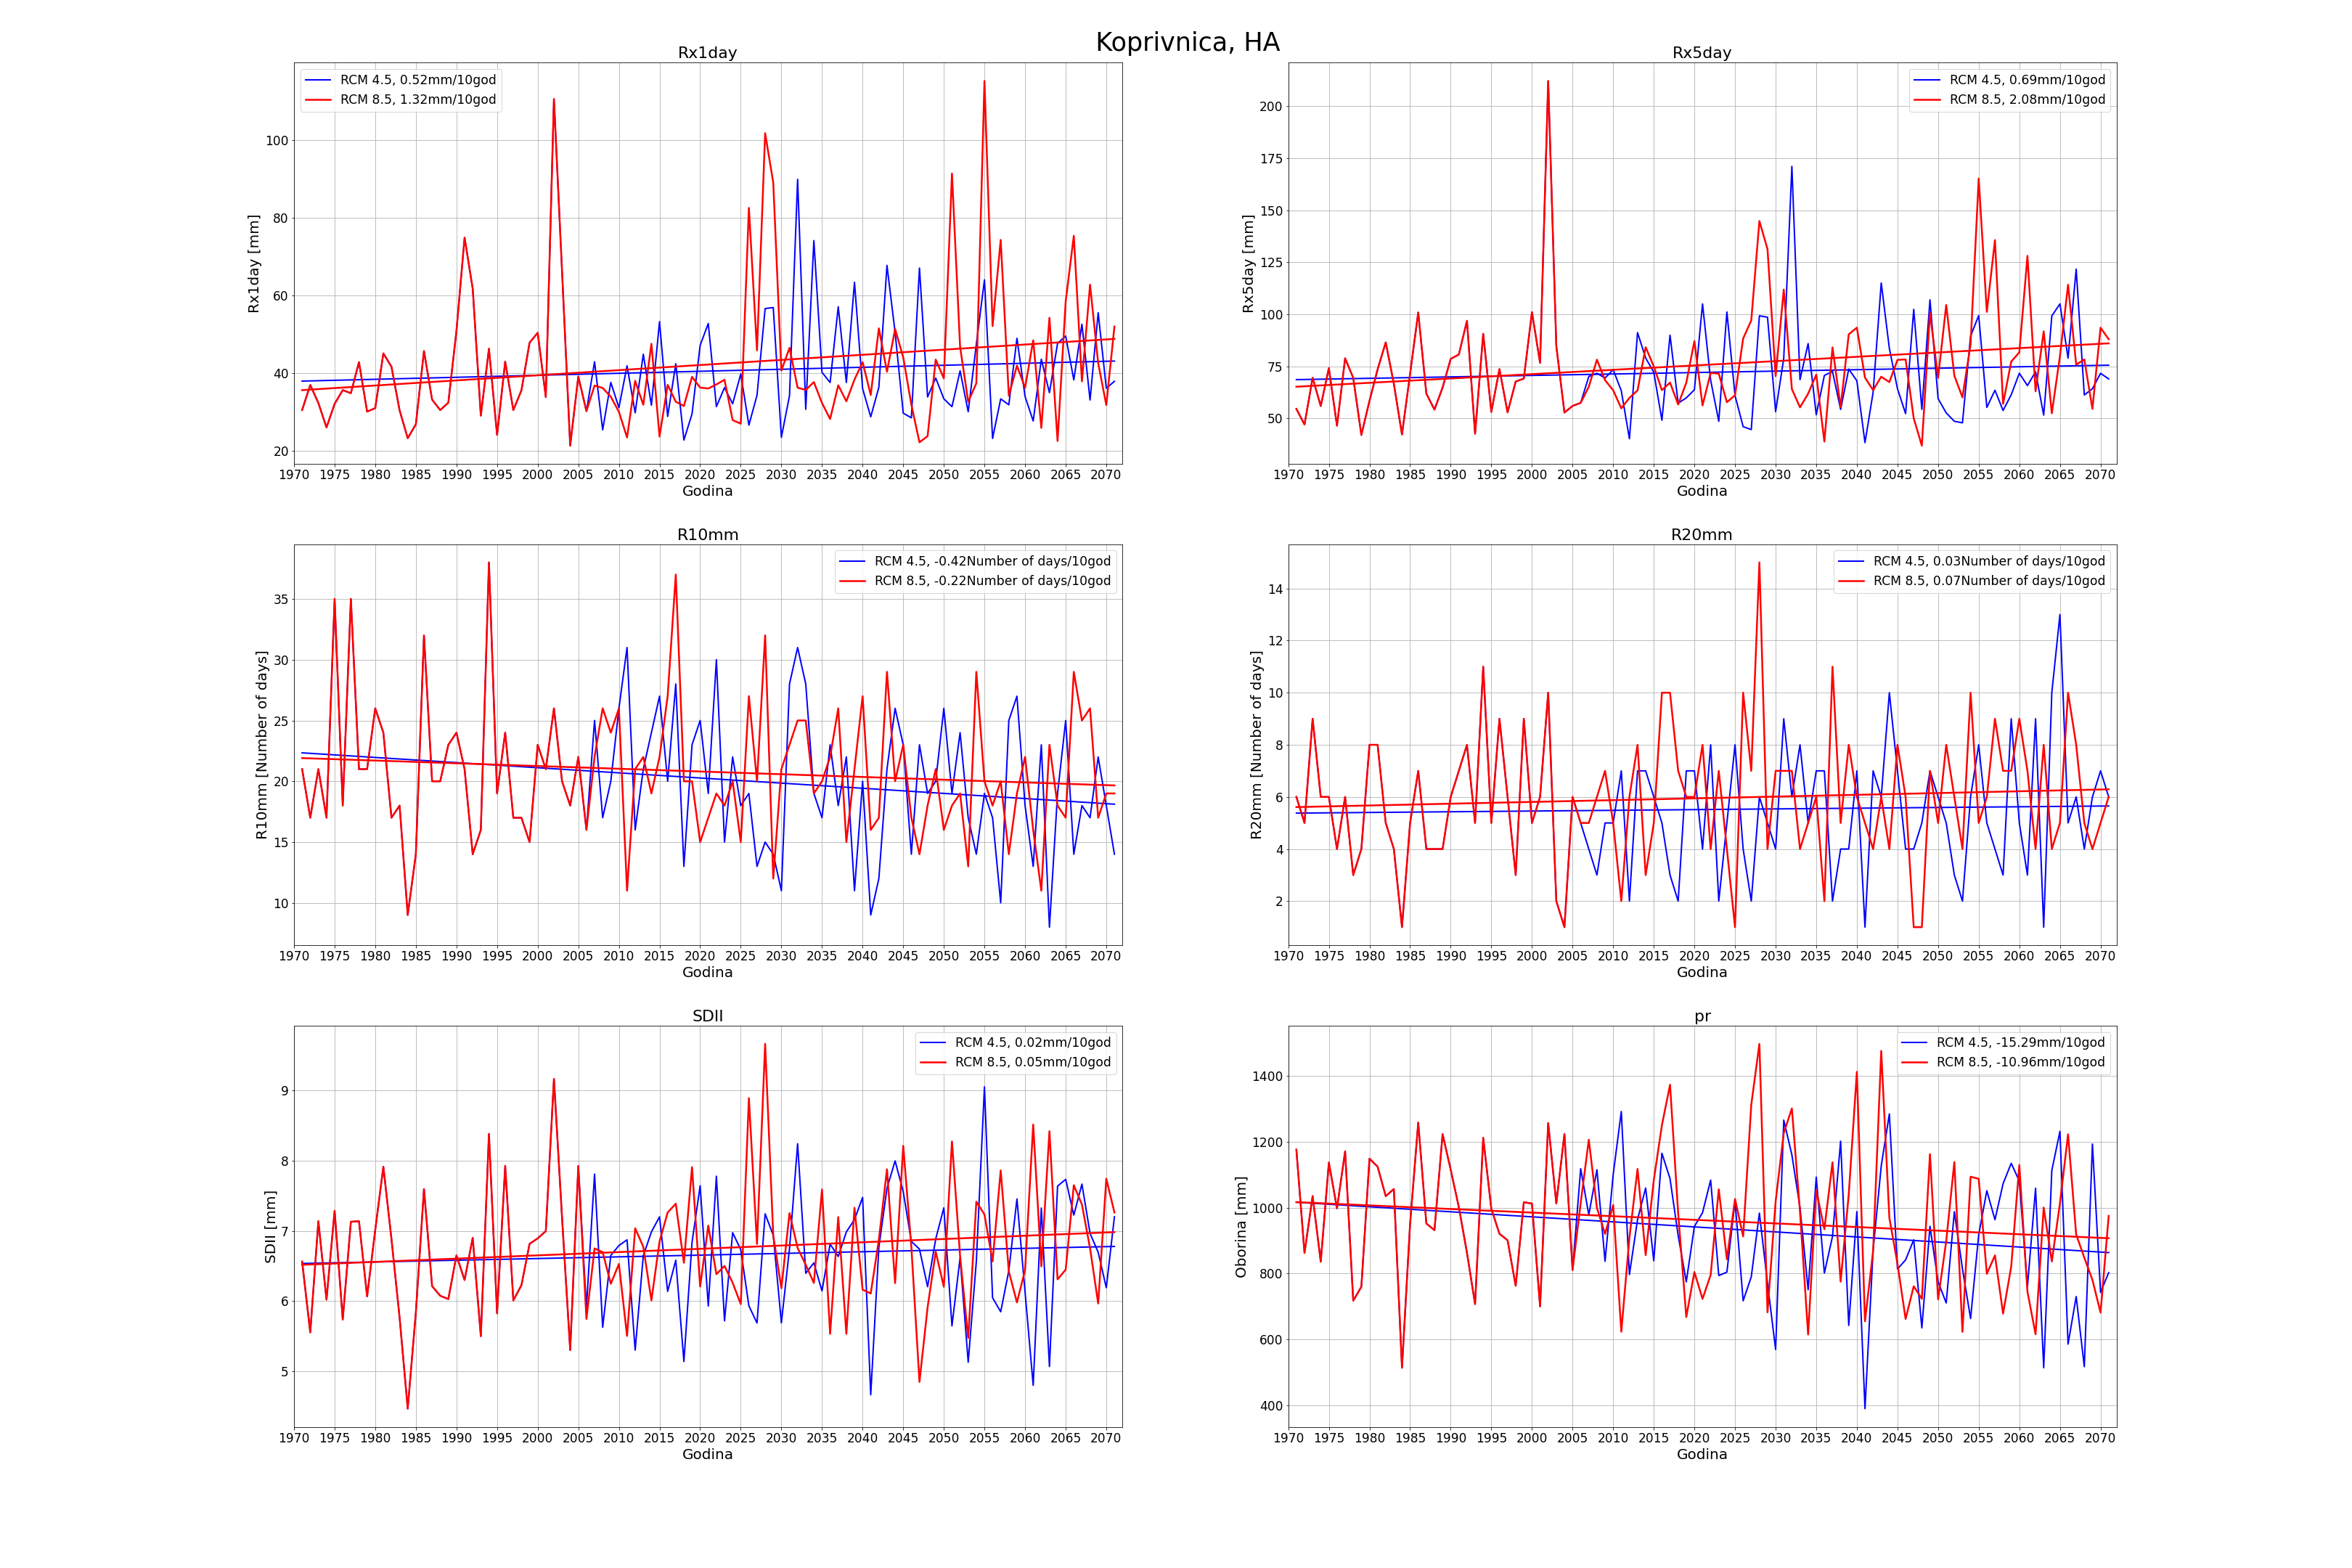 Koprivnica, HA
Rx1day
RCM 4.5, 0.52mm/10god
RCM 8.5, 1.32mm/10god
Rx1day [mm]
100
80
60
40
20
1970 1975 1980 1985 1990 1995 2000 2005 2010 2015 2020 2025 2030 2035 2040 2045 2050 2055 2060 2065 2070
Godina
Rx5day
RCM 4.5, 0.69mm/10god
RCM 8.5, 2.08mm/10god
Rx5day [mm]
200
175
150
125
100
75
50
1970 1975 1980 1985 1990 1995 2000 2005 2010 2015 2020 2025 2030 2035 2040 2045 2050 2055 2060 2065 2070
Godina
R10mm
RCM 4.5, -0.42Number of days/10god
RCM 8.5, -0.22Number of days/10god
R10mm [Number of days]
35
30
25
20
15
10
1970 1975 1980 1985 1990 1995 2000 2005 2010 2015 2020 2025 2030 2035 2040 2045 2050 2055 2060 2065 2070
Godina
R20mm
RCM 4.5, 0.03Number of days/10god
RCM 8.5, 0.07Number of days/10god
R20mm [Number of days]
14
12
10
8
6
4
2
1970 1975 1980 1985 1990 1995 2000 2005 2010 2015 2020 2025 2030 2035 2040 2045 2050 2055 2060 2065 2070
Godina
SDII
RCM 4.5, 0.02mm/10god
RCM 8.5, 0.05mm/10god
SDII [mm]
9
8
7
6
5
1970 1975 1980 1985 1990 1995 2000 2005 2010 2015 2020 2025 2030 2035 2040 2045 2050 2055 2060 2065 2070
Godina
pr
RCM 4.5, -15.29mm/10god
RCM 8.5, -10.96mm/10god
Oborina [mm]
1400
1200
1000
800
600
400
1970 1975 1980 1985 1990 1995 2000 2005 2010 2015 2020 2025 2030 2035 2040 2045 2050 2055 2060 2065 2070
Godina